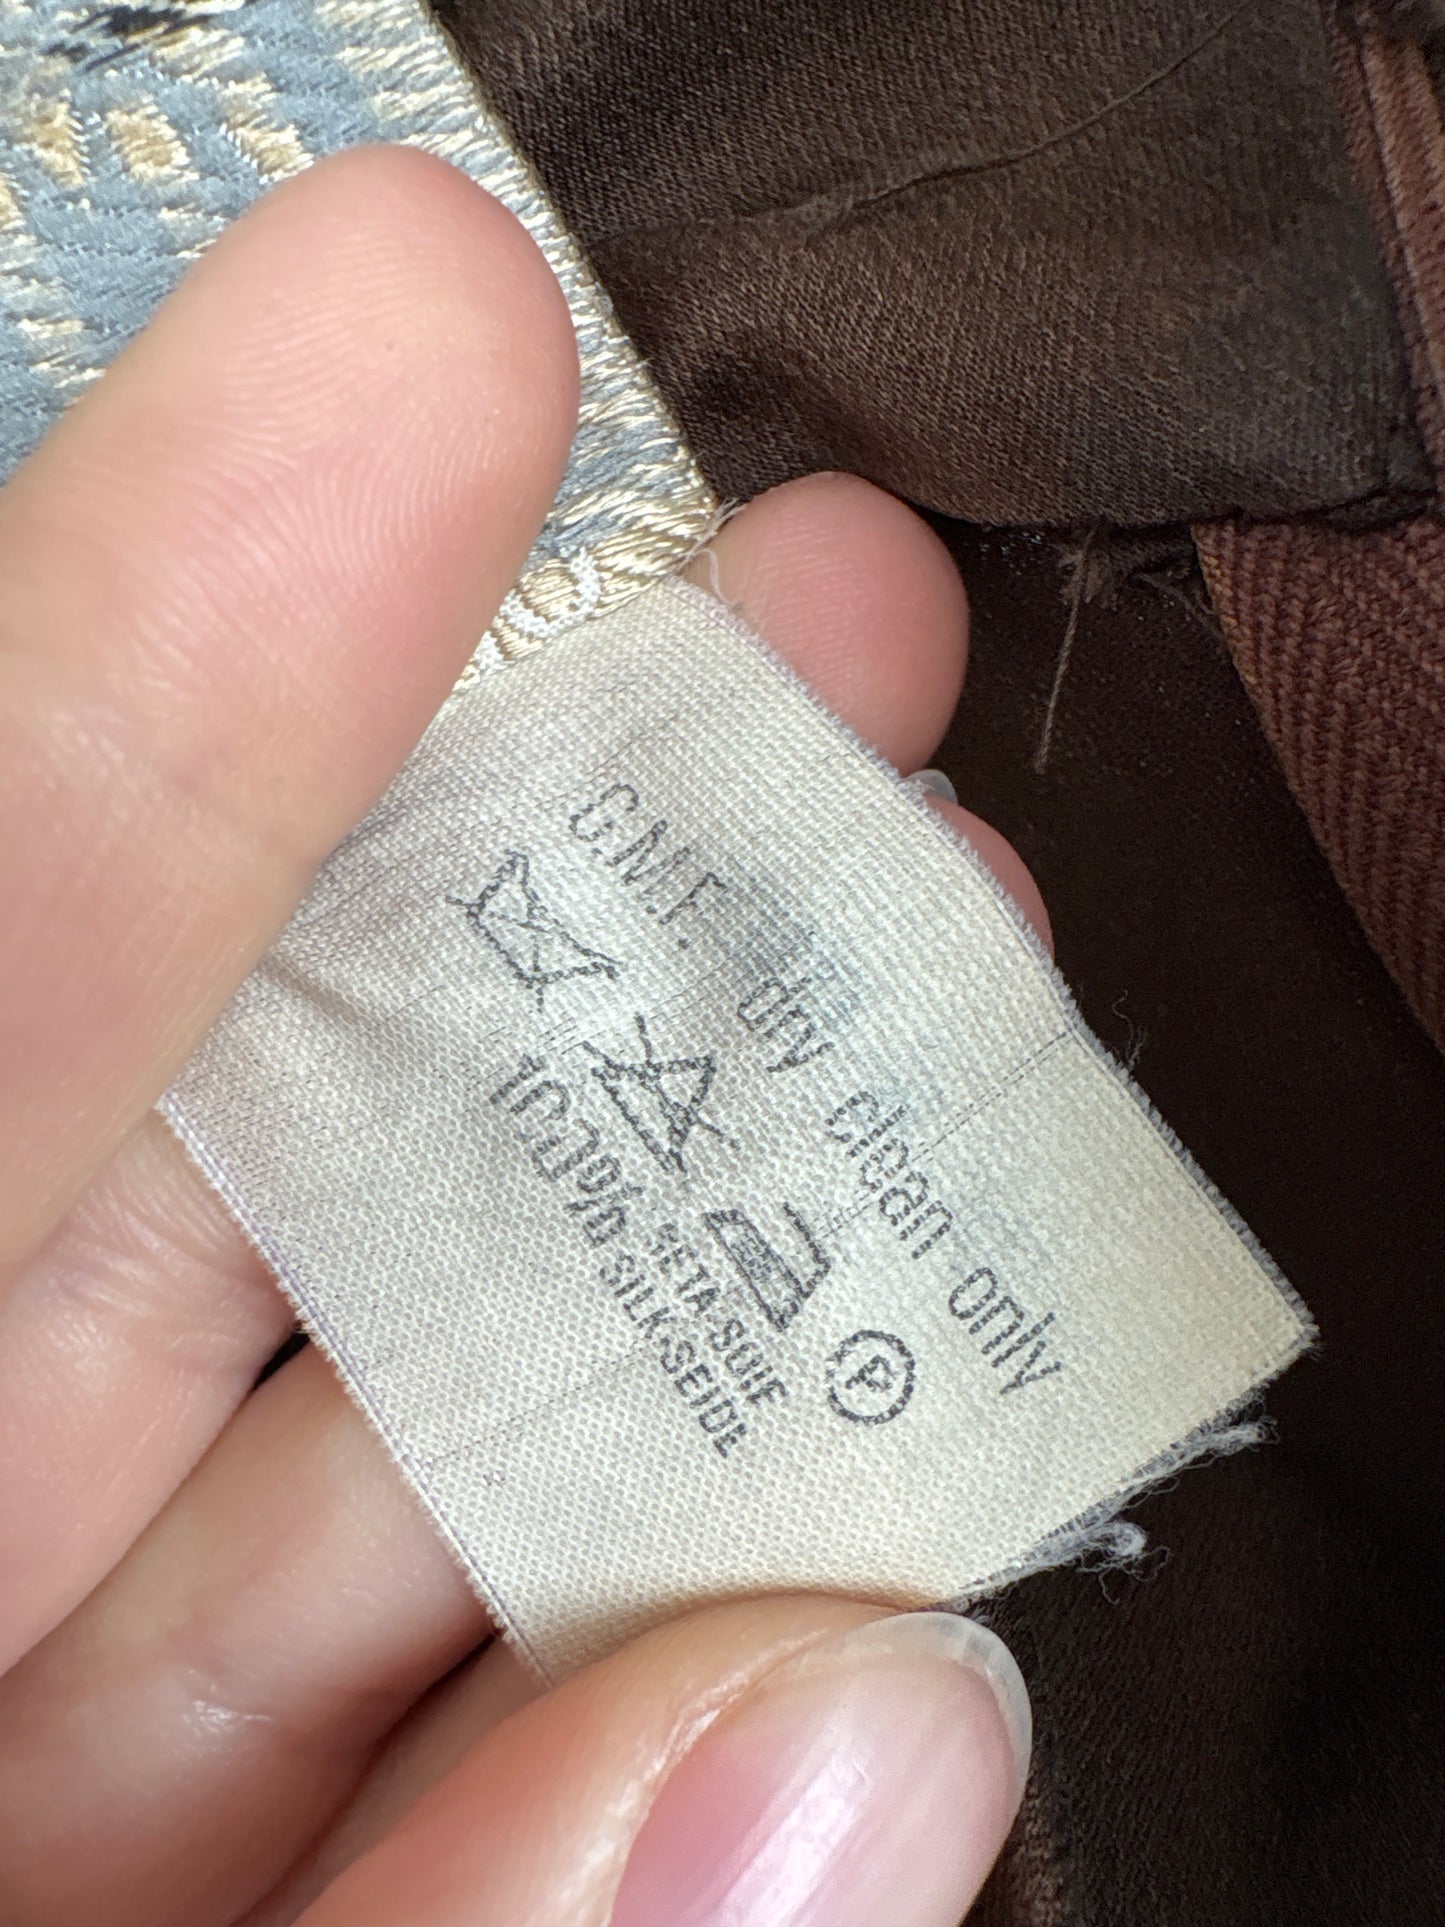 C.M.F. dry clean only
P
100% SETA-SOIE
SILK-SEIDE